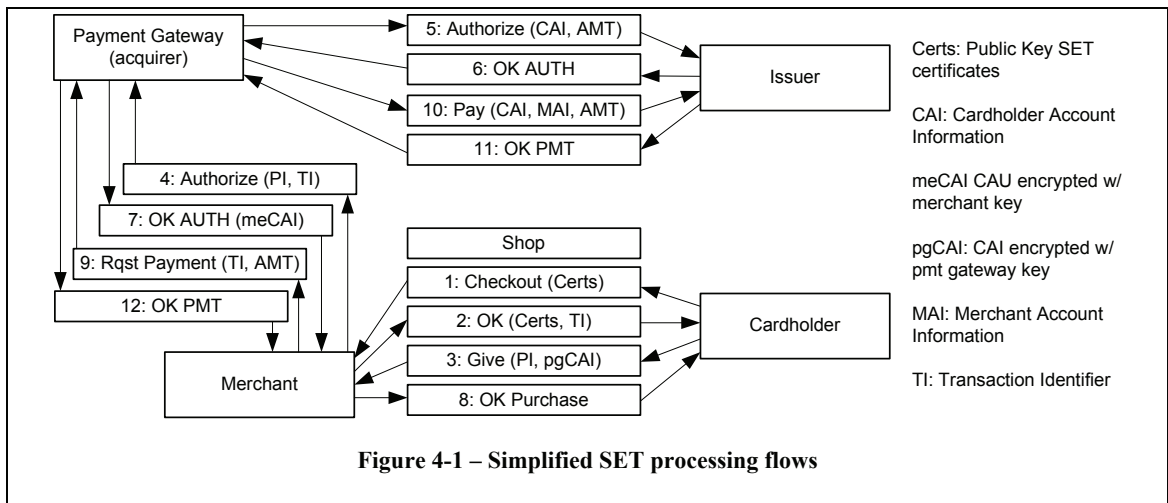 Payment Gateway
(acquirer)
5: Authorize (CAI, AMT)
6: OK AUTH
10: Pay (CAI, MAI, AMT)
11: OK PMT
Issuer
4: Authorize (PI, TI)
7: OK AUTH (meCAI)
9: Rqst Payment (TI, AMT)
12: OK PMT
Merchant
Shop
1: Checkout (Certs)
2: OK (Certs, TI)
3: Give (PI, pgCAI)
8: OK Purchase
Cardholder
Certs: Public Key SET
certificates
CAI: Cardholder Account
Information
meCAI CAU encrypted w/
merchant key
pgCAI: CAI encrypted w/
pmt gateway key
MAI: Merchant Account
Information
TI: Transaction Identifier
Figure 4-1 – Simplified SET processing flows